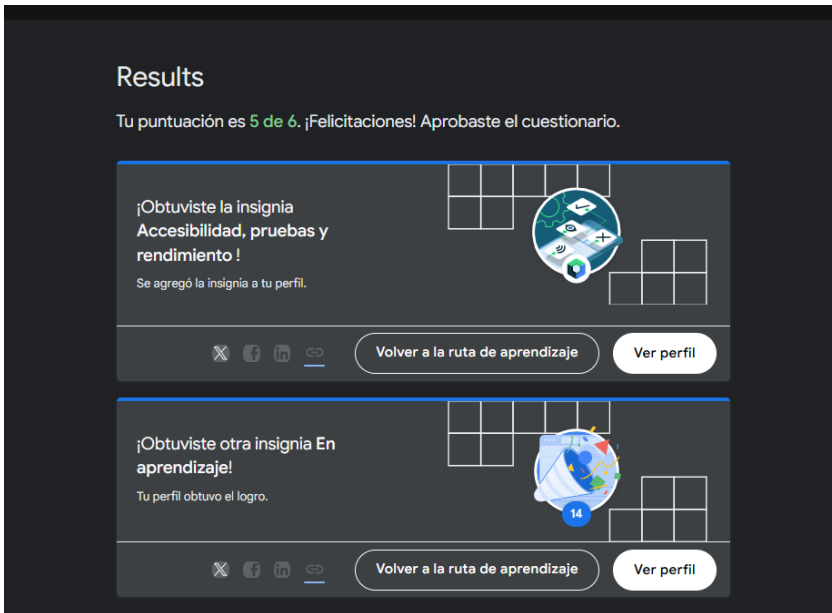 Results
Tu puntuación es 5 de 6. ¡Felicitaciones! Aprobaste el cuestionario.
¡Obtuviste la insignia
Accesibilidad, pruebas y
rendimiento !
Se agregó la insignia a tu perfil.
Volver a la ruta de aprendizaje
Ver perfil
¡Obtuviste otra insignia En
aprendizaje!
Tu perfil obtuvo el logro.
14
Volver a la ruta de aprendizaje
Ver perfil